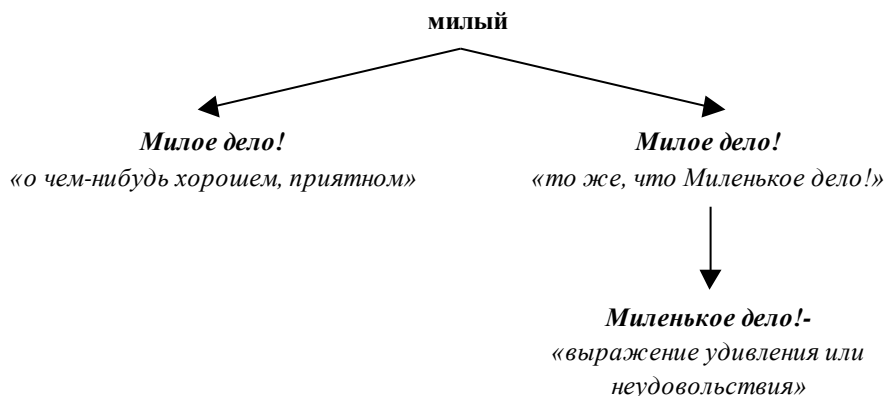 милый
Милое дело!
«о чем-нибудь хорошем, приятном»
Милое дело!
«то же, что Миленькое дело!»
Миленькое дело!-
«выражение удивления или
неудовольствия»